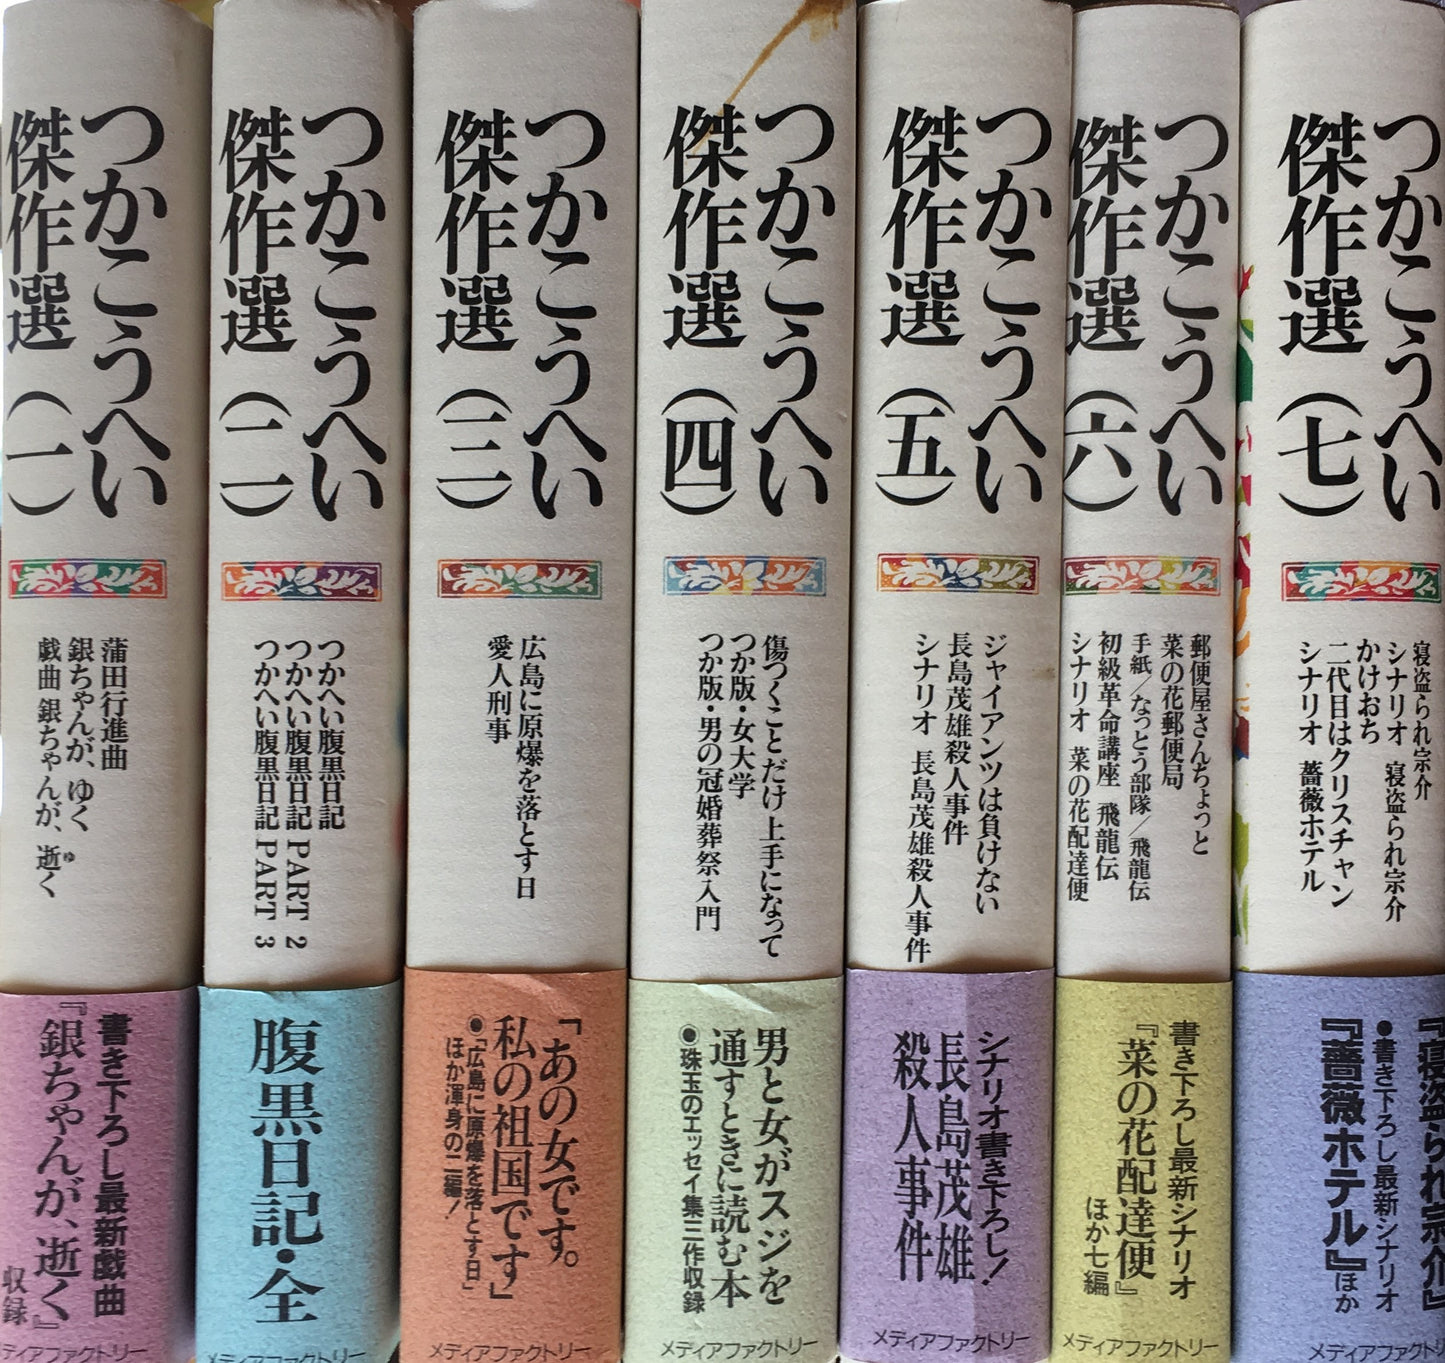 つかこうへい
傑作選(一)
蒲田行進曲
銀ちゃんが、ゆく
戯曲 銀ちゃんが、逝く
ゆ
書き下ろし最新戯曲
『銀ちゃんが、逝く』
収録
メディアファクトリー
つかこうへい
傑作選(二)
つかへい腹黒日記
つかへい腹黒日記 PART 2
つかへい腹黒日記 PART 3
腹黒日記・全
メディアファクトリー
つかこうへい
傑作選(三)
広島に原爆を落とす日
愛人刑事
「あの女です。
私の祖国です」
●「広島に原爆を落とす日」
ほか渾身の二編!
メディアファクトリー
つかこうへい
傑作選(四)
傷つくことだけ上手になって
つか版・女大学
つか版・男の冠婚葬祭入門
男と女がスジを
通すときに読む本
●珠玉のエッセイ集三作収録
メディアファクトリー
つかこうへい
傑作選(五)
ジャイアンツは負けない
長島茂雄殺人事件
シナリオ 長島茂雄殺人事件
シナリオ書き下ろし!
長島茂雄
殺人事件
メディアファクトリー
つかこうへい
傑作選(六)
郵便屋さんちょっと
菜の花郵便局
手紙/なっとう部隊/飛龍伝
初級革命講座 飛龍伝
シナリオ 菜の花配達便
書き下ろし最新シナリオ
『菜の花配達便』
ほか七編
メディアファクトリー
つかこうへい
傑作選(七)
寝盗られ宗介
シナリオ 寝盗られ宗介
かけおち
二代目はクリスチャン
シナリオ 薔薇ホテル
『寝盗られ宗介』
●書き下ろし最新シナリオ
『薔薇ホテル』ほか
メディアファクトリー